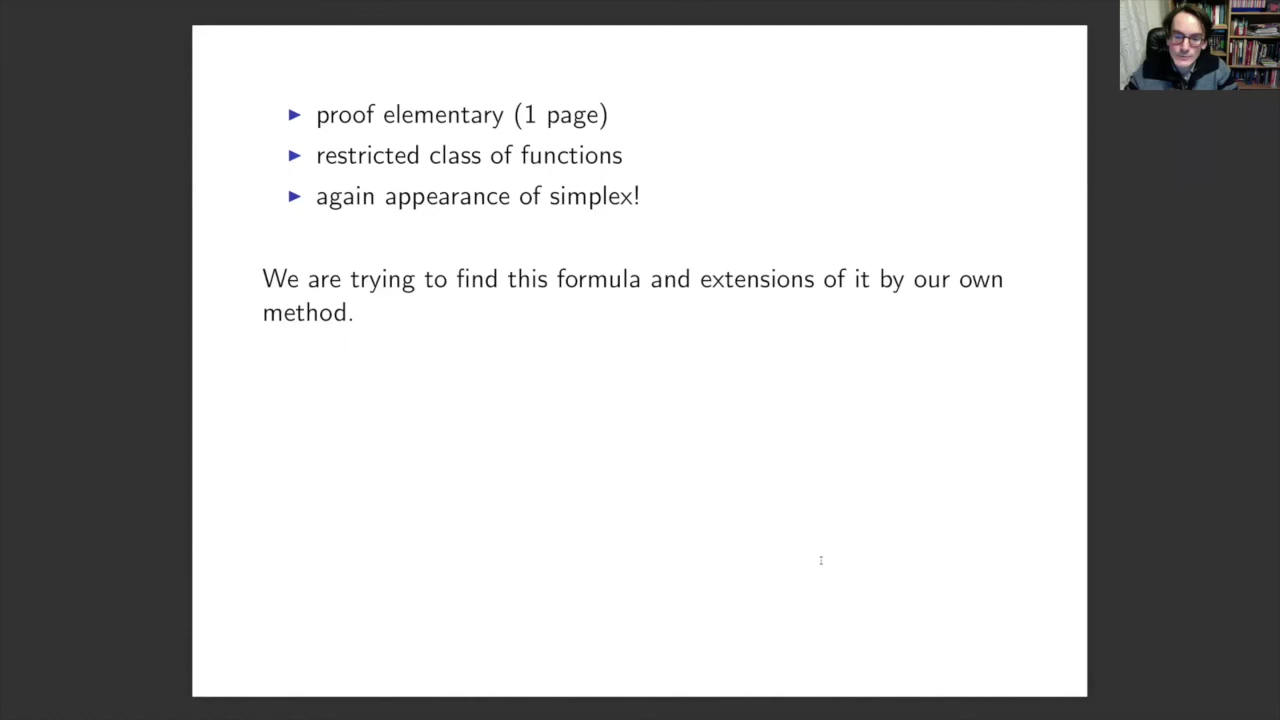 ▶ proof elementary (1 page)
▶ restricted class of functions
▶ again appearance of simplex!
We are trying to find this formula and extensions of it by our own
method.